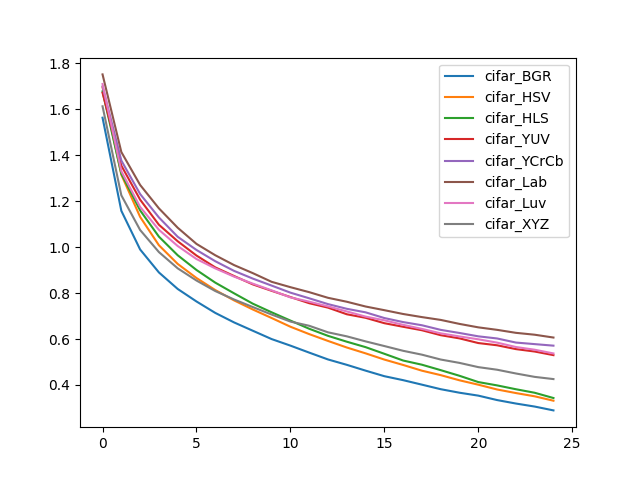 1.8
1.6
1.4
1.2
1.0
0.8
0.6
0.4
0 5 10 15 20 25
cifar_BGR
cifar_HSV
cifar_HLS
cifar_YUV
cifar_YCrCb
cifar_Lab
cifar_Luv
cifar_XYZ